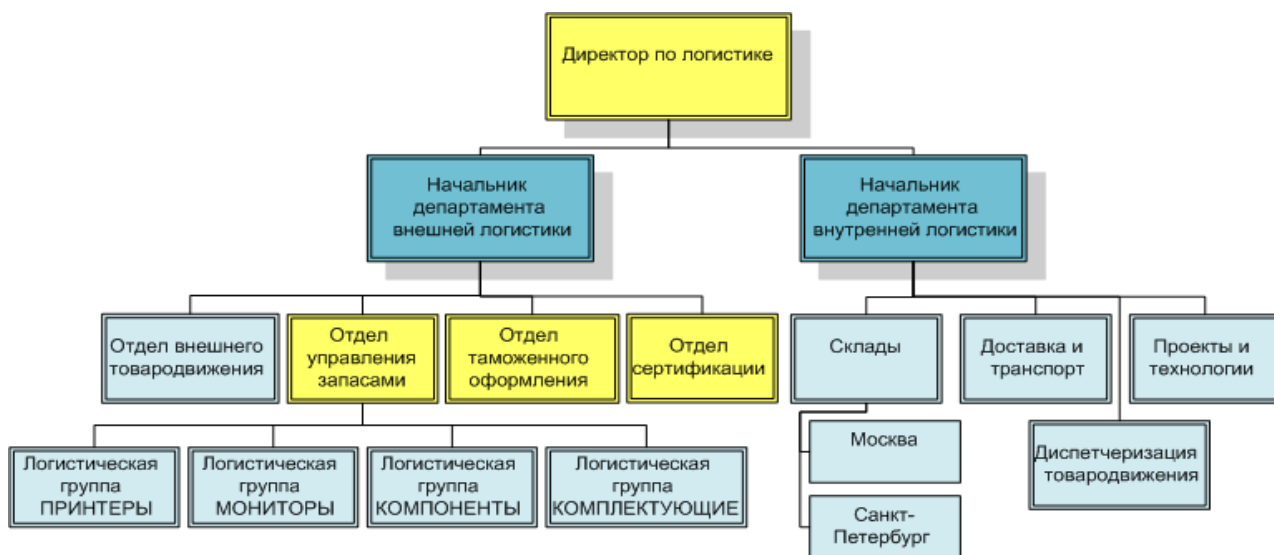 Директор по логистике
Начальник
департамента
внешней логистики
Начальник
департамента
внутренней логистики
Отдел внешнего
товародвижения
Отдел
управления
запасами
Отдел
таможенного
оформления
Отдел
сертификации
Склады
Доставка и
транспорт
Проекты и
технологии
Москва
Санкт-
Петербург
Диспетчеризация
товародвижения
Логистическая
группа
ПРИНТЕРЫ
Логистическая
группа
МОНИТОРЫ
Логистическая
группа
КОМПОНЕНТЫ
Логистическая
группа
КОМПЛЕКТУЮЩИЕ